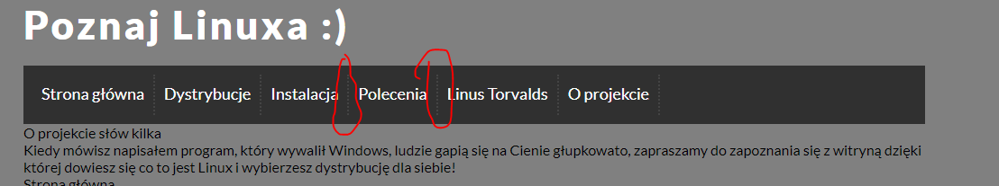 Poznaj Linuxa :)
Strona główna Dystrybucje Instalacja Polecenia Linus Torvalds O projekcie
O projekcie słów kilka
Kiedy mówisz napisałem program, który wywalił Windows, ludzie gapią się na Cienie głupkowato, zapraszamy do zapoznania się z witryną dzięki
której dowiesz się co to jest Linux i wybierzesz dystrybucję dla siebie!
Strona główna